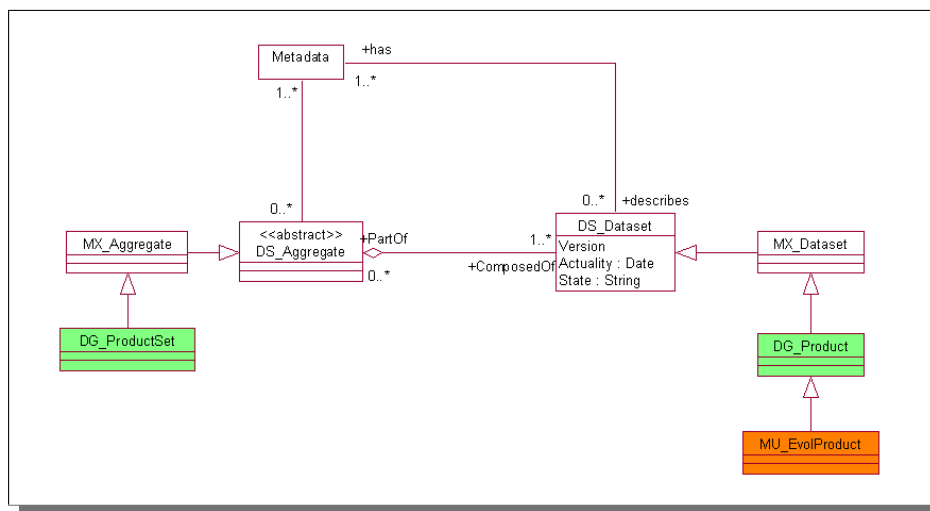 Metadata
+has
1..*
1..*
0..*
0..*
+describes
MX_Aggregate
<<abstract>>
DS_Aggregate
+PartOf
0..*
1..*
+ComposedOf
DS_Dataset
Version
Actuality : Date
State : String
MX_Dataset
DG_ProductSet
DG_Product
MU_EvolProduct